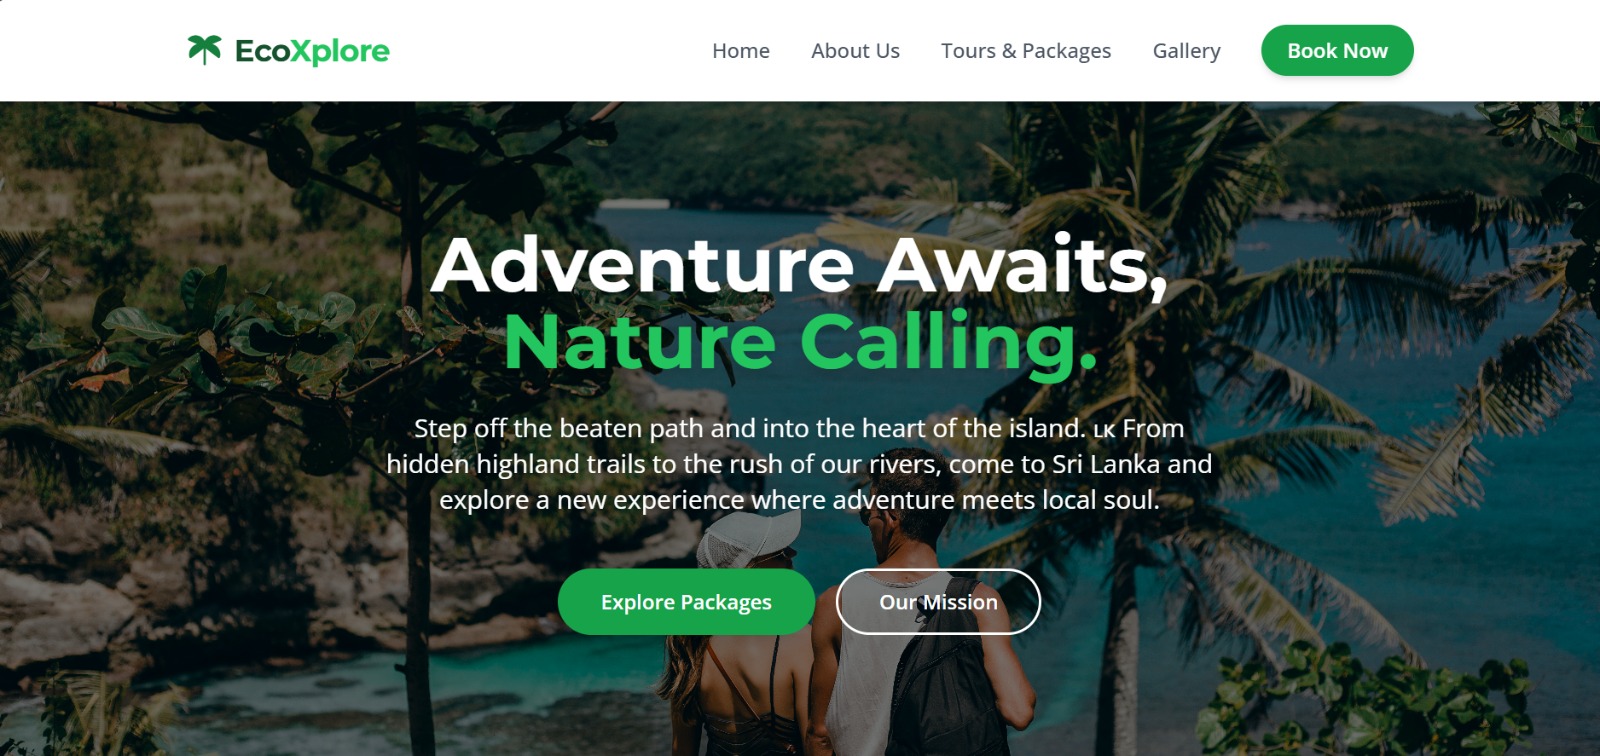 EcoXplore
Home
About Us
Tours & Packages
Gallery
Book Now
Adventure Awaits,
Nature Calling.
Step off the beaten path and into the heart of the island. ʟᴋ From
hidden highland trails to the rush of our rivers, come to Sri Lanka and
explore a new experience where adventure meets local soul.
Explore Packages
Our Mission